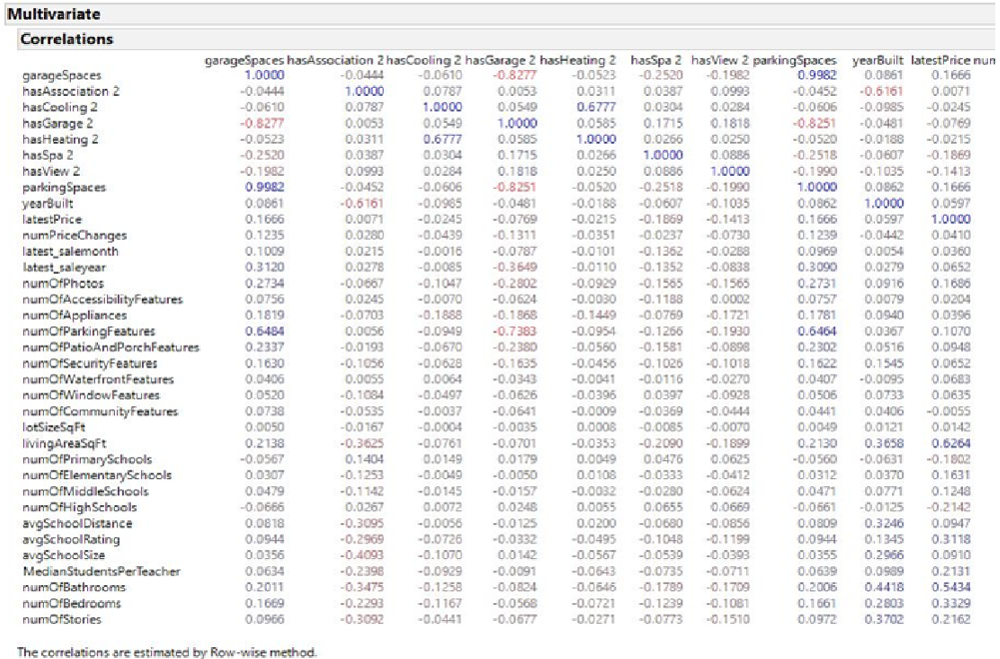 Multivariate
Correlations
garageSpaces hasAssociation 2 hasCooling 2 hasGarage 2 hasHeating 2 hasSpa 2 hasView 2 parkingSpaces yearBuilt latestPrice num
garageSpaces 1.0000 -0.0444 -0.0610 -0.8277 -0.0523 -0.2520 -0.1982 0.9982 0.0861 0.1666
hasAssociation 2 -0.0444 1.0000 0.0787 0.0053 0.0311 0.0387 0.0993 -0.0452 -0.6161 0.0071
hasCooling 2 -0.0610 0.0787 1.0000 0.0549 0.6777 0.0304 0.0284 -0.0606 -0.0985 -0.0245
hasGarage 2 -0.8277 0.0053 0.0549 1.0000 0.0585 0.1715 0.1818 -0.8251 -0.0481 -0.0769
hasHeating 2 -0.0523 0.0311 0.6777 0.0585 1.0000 0.0266 0.0250 -0.0520 -0.0188 -0.0215
hasSpa 2 -0.2520 0.0387 0.0304 0.1715 0.0266 1.0000 0.0886 -0.2518 -0.0607 -0.1869
hasView 2 -0.1982 0.0993 0.0284 0.1818 0.0250 0.0886 1.0000 -0.1990 -0.1035 -0.1413
parkingSpaces 0.9982 -0.0452 -0.0606 -0.8251 -0.0520 -0.2518 -0.1990 1.0000 0.0862 0.1666
yearBuilt 0.0861 -0.6161 -0.0985 -0.0481 -0.0188 -0.0607 -0.1035 0.0862 1.0000 0.0597
latestPrice 0.1666 0.0071 -0.0245 -0.0769 -0.0215 -0.1869 -0.1413 0.1666 0.0597 1.0000
numPriceChanges 0.1235 0.0280 -0.0439 -0.1311 -0.0351 -0.0237 -0.0730 0.1239 -0.0442 0.0410
latest_salemonth 0.1009 0.0215 -0.0016 -0.0787 -0.0101 -0.1362 -0.0288 0.0969 0.0054 0.0360
latest_saleyear 0.3120 0.0278 -0.0085 -0.3649 -0.0110 -0.1352 -0.0838 0.3090 0.0279 0.0652
numOfPhotos 0.2734 -0.0667 -0.1047 -0.2802 -0.0929 -0.1565 -0.1565 0.2731 0.0916 0.1686
numOfAccessibilityFeatures 0.0756 0.0245 -0.0070 -0.0624 -0.0030 -0.1188 0.0002 0.0757 0.0079 0.0204
numOfAppliances 0.1819 -0.0703 -0.1888 -0.1868 -0.1449 -0.0769 -0.1721 0.1781 0.0940 0.0396
numOfParkingFeatures 0.6484 0.0056 -0.0949 -0.7383 -0.0954 -0.1266 -0.1930 0.6464 0.0367 0.1070
numOfPatioAndPorchFeatures 0.2337 -0.0193 -0.0670 -0.2380 -0.0560 -0.1581 -0.0898 0.2302 0.0516 0.0948
numOfSecurityFeatures 0.1630 -0.1056 -0.0628 -0.1635 -0.0456 -0.1026 -0.1018 0.1622 0.1545 0.0652
numOfWaterfrontFeatures 0.0406 0.0055 0.0064 -0.0343 -0.0041 -0.0116 -0.0270 0.0407 -0.0095 0.0683
numOfWindowFeatures 0.0520 -0.1084 -0.0497 -0.0626 -0.0396 0.0397 -0.0928 0.0506 0.0733 0.0635
numOfCommunityFeatures 0.0738 -0.0535 -0.0037 -0.0641 -0.0009 -0.0369 -0.0444 0.0441 0.0406 -0.0055
lotSizeSqFt 0.0050 -0.0167 -0.0004 -0.0035 0.0008 -0.0085 -0.0070 0.0049 0.0121 0.0142
livingAreaSqFt 0.2138 -0.3625 -0.0761 -0.0701 -0.0353 -0.2090 -0.1899 0.2130 0.3658 0.6264
numOfPrimarySchools -0.0567 0.1404 0.0149 0.0179 0.0049 0.0476 0.0625 -0.0560 -0.0631 -0.1802
numOfElementarySchools 0.0307 -0.1253 -0.0049 -0.0050 0.0108 -0.0333 -0.0412 0.0312 0.0370 0.1631
numOfMiddleSchools 0.0479 -0.1142 -0.0145 -0.0157 -0.0032 -0.0280 -0.0624 0.0471 0.0771 0.1248
numOfHighSchools -0.0666 0.0267 0.0072 0.0248 0.0055 0.0655 0.0669 -0.0661 -0.0125 -0.2142
avgSchoolDistance 0.0818 -0.3095 -0.0056 -0.0125 0.0200 -0.0680 -0.0856 0.0809 0.3246 0.0947
avgSchoolRating 0.0944 -0.2969 -0.0726 -0.0332 -0.0495 -0.1048 -0.1199 0.0944 0.1345 0.3118
avgSchoolSize 0.0356 -0.4093 -0.1070 0.0142 -0.0567 -0.0539 -0.0393 0.0355 0.2966 0.0910
MedianStudentsPerTeacher 0.0634 -0.2398 -0.0929 -0.0091 -0.0643 -0.0735 -0.0711 0.0639 0.0989 0.2131
numOfBathrooms 0.2011 -0.3475 -0.1258 -0.0824 -0.0646 -0.1789 -0.1709 0.2006 0.4418 0.5434
numOfBedrooms 0.1669 -0.2293 -0.1167 -0.0568 -0.0721 -0.1239 -0.1081 0.1661 0.2803 0.3329
numOfStories 0.0966 -0.3092 -0.0441 -0.0677 -0.0271 -0.0773 -0.1510 0.0972 0.3702 0.2162
The correlations are estimated by Row-wise method.